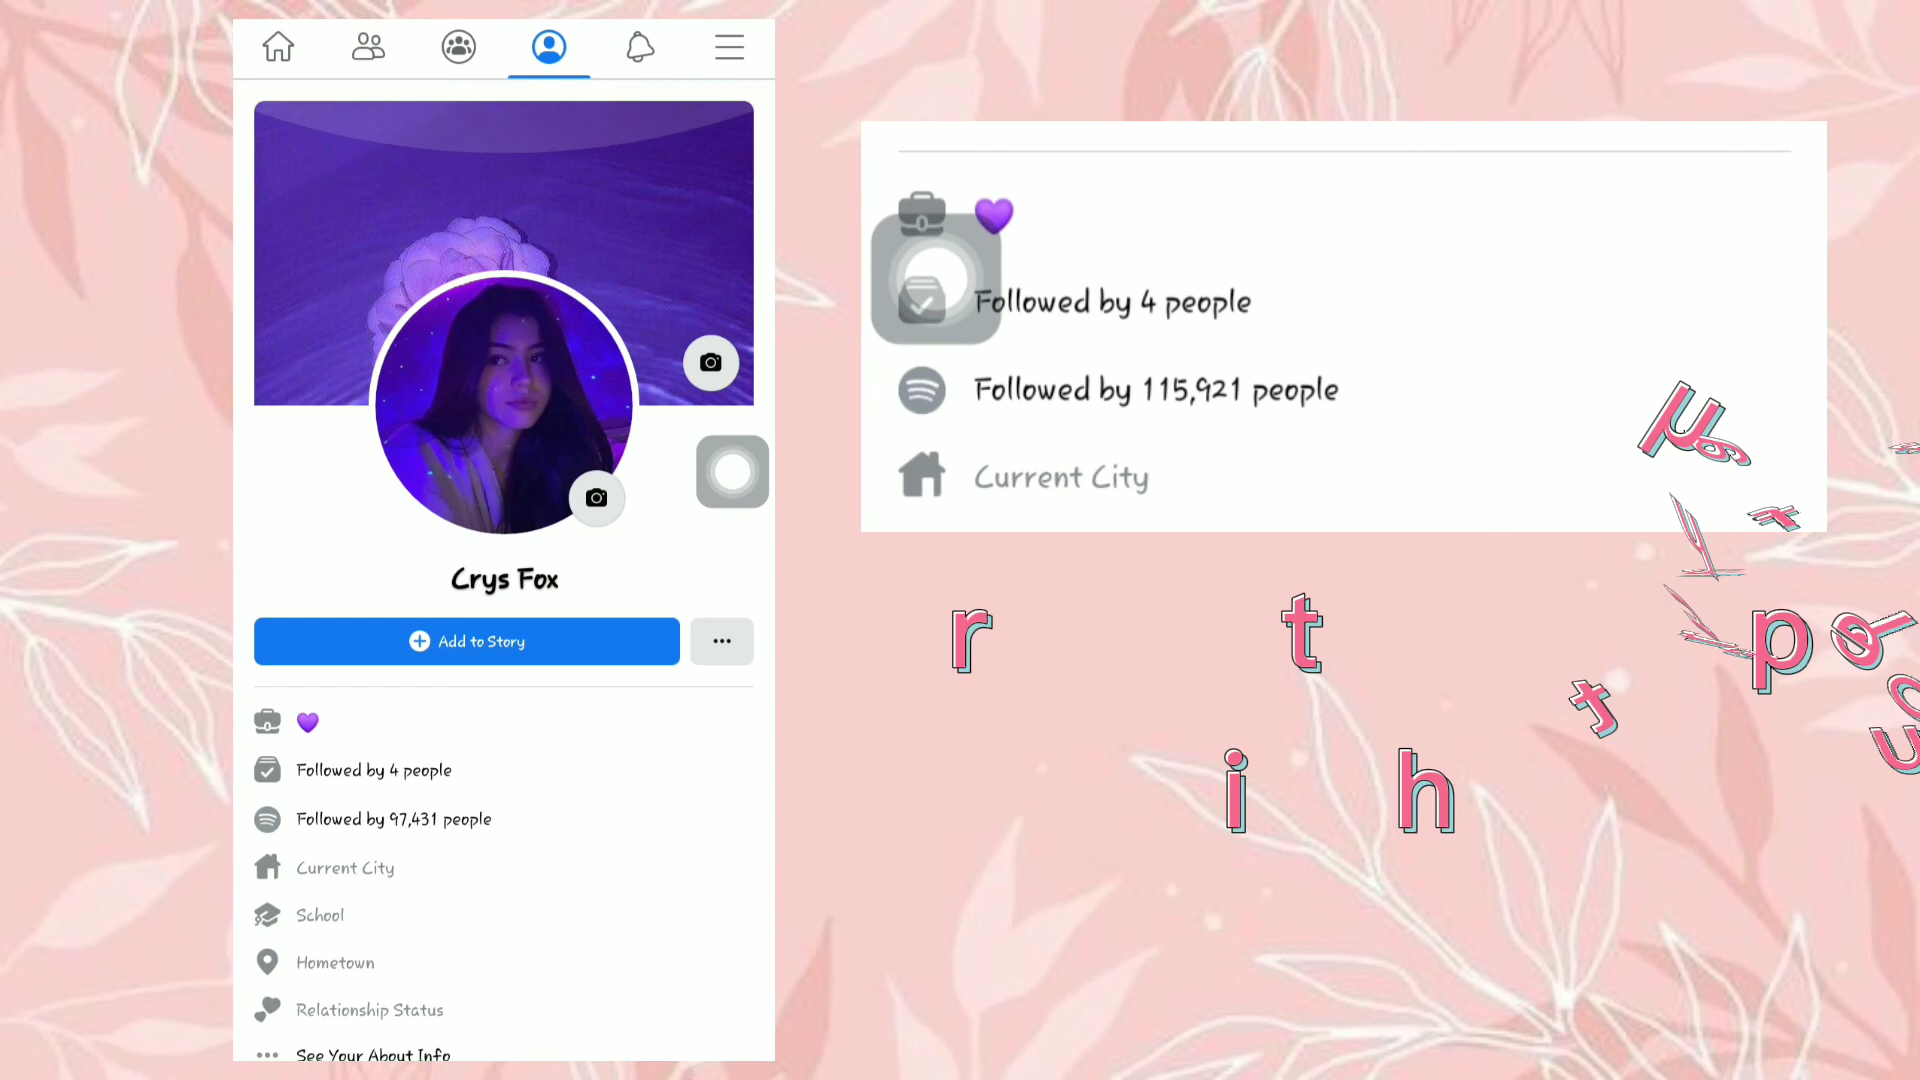 Crys Fox
Add to Story
💜
Followed by 4 people
Followed by 97,431 people
Current City
School
Hometown
Relationship Status
See Your About Info
💜
Followed by 4 people
Followed by 115,921 people
Current City
r t
i h